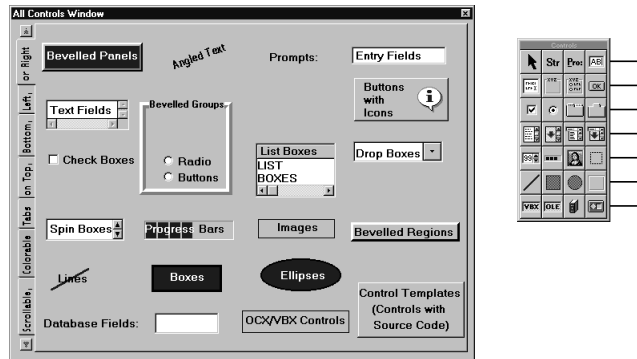 All Controls Window
Bevelled Panels
Angled Text
Prompts:
Entry Fields
Text Fields
Bevelled Groups
Radio
Buttons
Buttons
with
Icons
Check Boxes
List Boxes
LIST
BOXES
Drop Boxes
Spin Boxes
Progress Bars
Images
Bevelled Regions
Lines
Boxes
Ellipses
Control Templates
(Controls with
Source Code)
Database Fields:
OCX/VBX Controls
Scrollable, Colorable Tabs on Top, Bottom, Left, or Right
Controls
Str
Pro:
AB
XYZ
OK
99
VBX
OLE